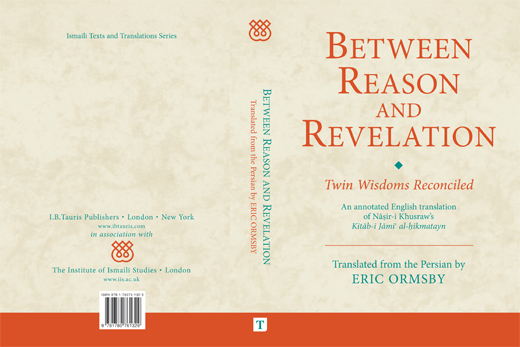 Ismaili Texts and Translations Series
I.B.Tauris Publishers • London • New York
www.ibtauris.com
in association with
The Institute of Ismaili Studies • London
www.iis.ac.uk
9 781780 761329
BETWEEN REASON AND REVELATION
Translated from the Persian by ERIC ORMSBY
T
BETWEEN
REASON
AND
REVELATION
Twin Wisdoms Reconciled
An annotated English translation
of Nāṣir-i Khusraw's
Kitāb-i Jāmiʿ al-ḥikmatayn
Translated from the Persian by
ERIC ORMSBY